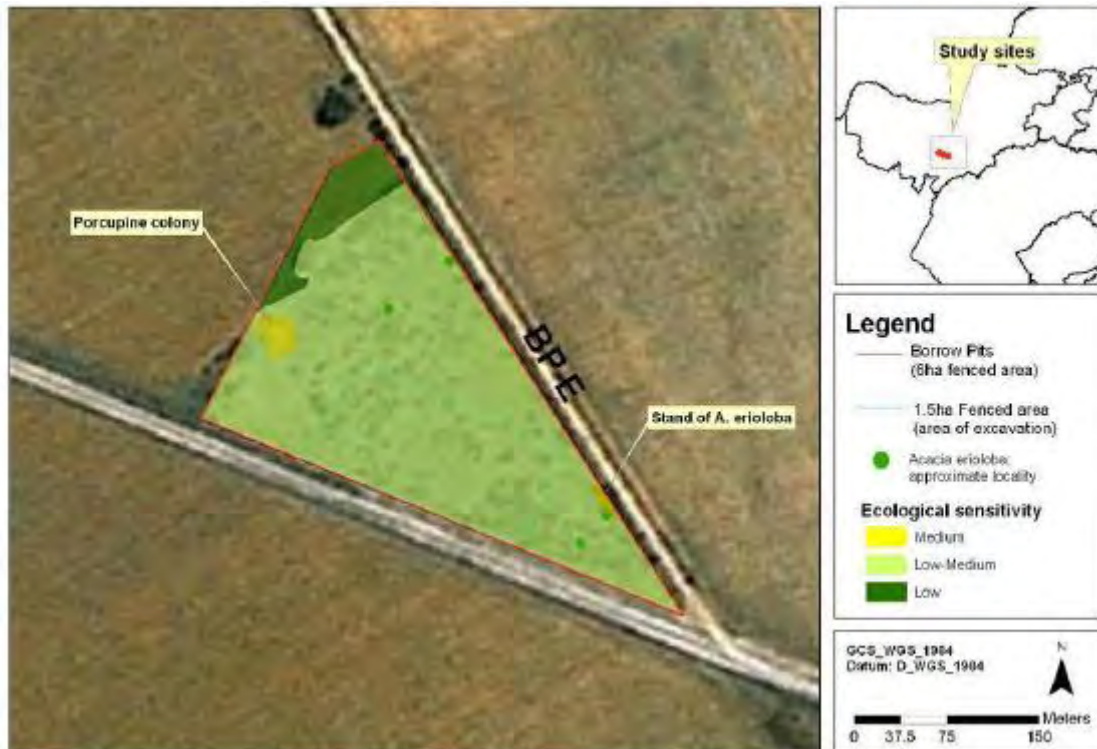 Porcupine colony
BP-E
Stand of A. erioloba
Study sites
Legend
Borrow Pits
(6ha fenced area)
1.5ha Fenced area
(area of excavation)
Acacia erioloba:
approximate locality
Ecological sensitivity
Medium
Low-Medium
Low
GCS_WGS_1984
Datum: D_WGS_1984
N
Meters
0 37.5 75 150